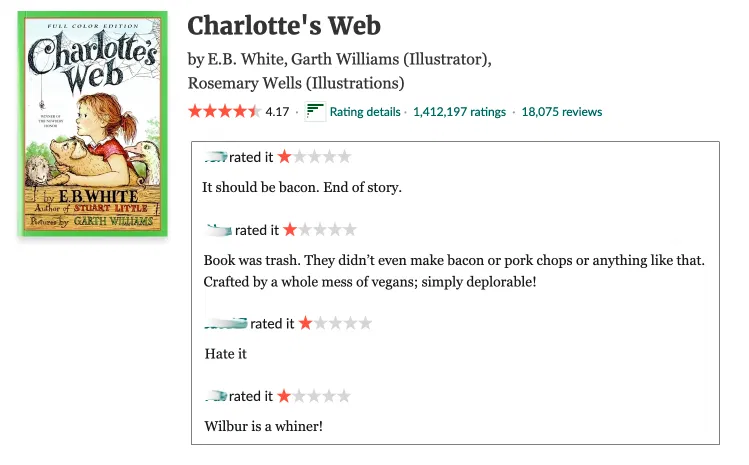 Charlotte's Web
by E.B. White, Garth Williams (Illustrator),
Rosemary Wells (Illustrations)
4.17 · Rating details · 1,412,197 ratings · 18,075 reviews
FULL COLOR EDITION
Charlotte's
Web
WINNER OF
THE NEWBERY
HONOR
by E.B. WHITE
Author of STUART LITTLE
Pictures by GARTH WILLIAMS
rated it
It should be bacon. End of story.
rated it
Book was trash. They didn’t even make bacon or pork chops or anything like that.
Crafted by a whole mess of vegans; simply deplorable!
rated it
Hate it
rated it
Wilbur is a whiner!